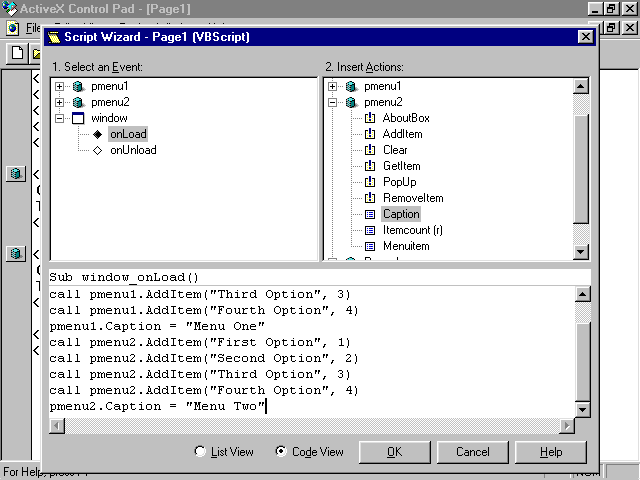 ActiveX Control Pad - [Page1]
Script Wizard - Page1 (VBScript)
1. Select an Event:
pmenu1
pmenu2
window
onLoad
onUnload
2. Insert Actions:
pmenu1
pmenu2
AboutBox
AddItem
Clear
GetItem
PopUp
RemoveItem
Caption
Itemcount (r)
Menuitem
Sub window_onLoad()
call pmenu1.AddItem("Third Option", 3)
call pmenu1.AddItem("Fourth Option", 4)
pmenu1.Caption = "Menu One"
call pmenu2.AddItem("First Option", 1)
call pmenu2.AddItem("Second Option", 2)
call pmenu2.AddItem("Third Option", 3)
call pmenu2.AddItem("Fourth Option", 4)
pmenu2.Caption = "Menu Two"
List View
Code View
OK
Cancel
Help
For Help,